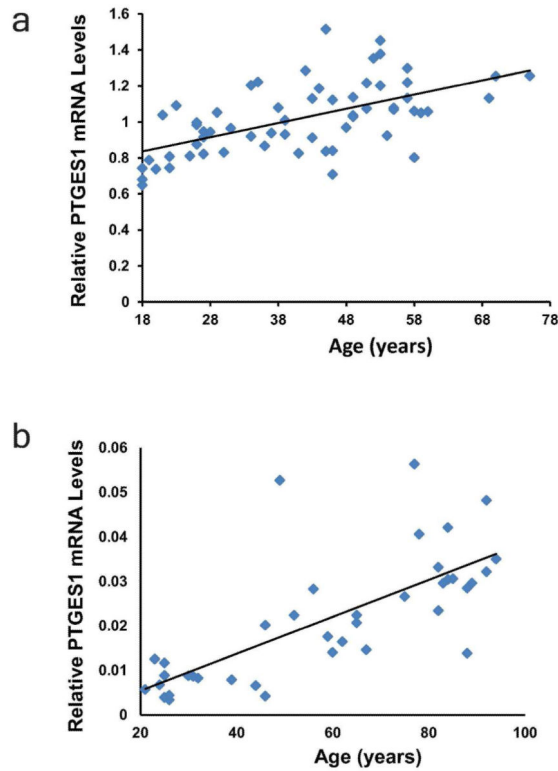 a
Relative PTGES1 mRNA Levels
1.6
1.4
1.2
1
0.8
0.6
0.4
0.2
0
18 28 38 48 58 68 78
Age (years)
b
Relative PTGES1 mRNA Levels
0.06
0.05
0.04
0.03
0.02
0.01
0
20 40 60 80 100
Age (years)